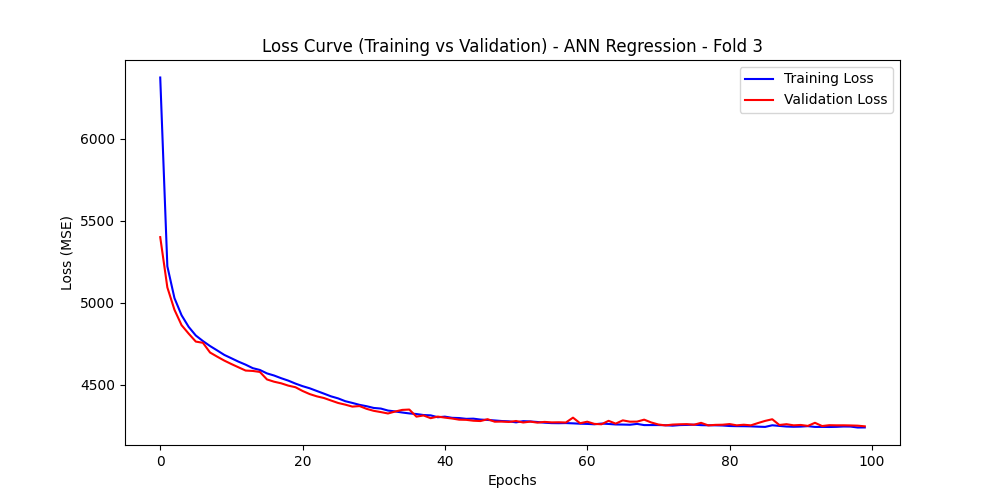 Loss Curve (Training vs Validation) - ANN Regression - Fold 3
Training Loss
Validation Loss
Loss (MSE)
6000
5500
5000
4500
0
20
40
60
80
100
Epochs